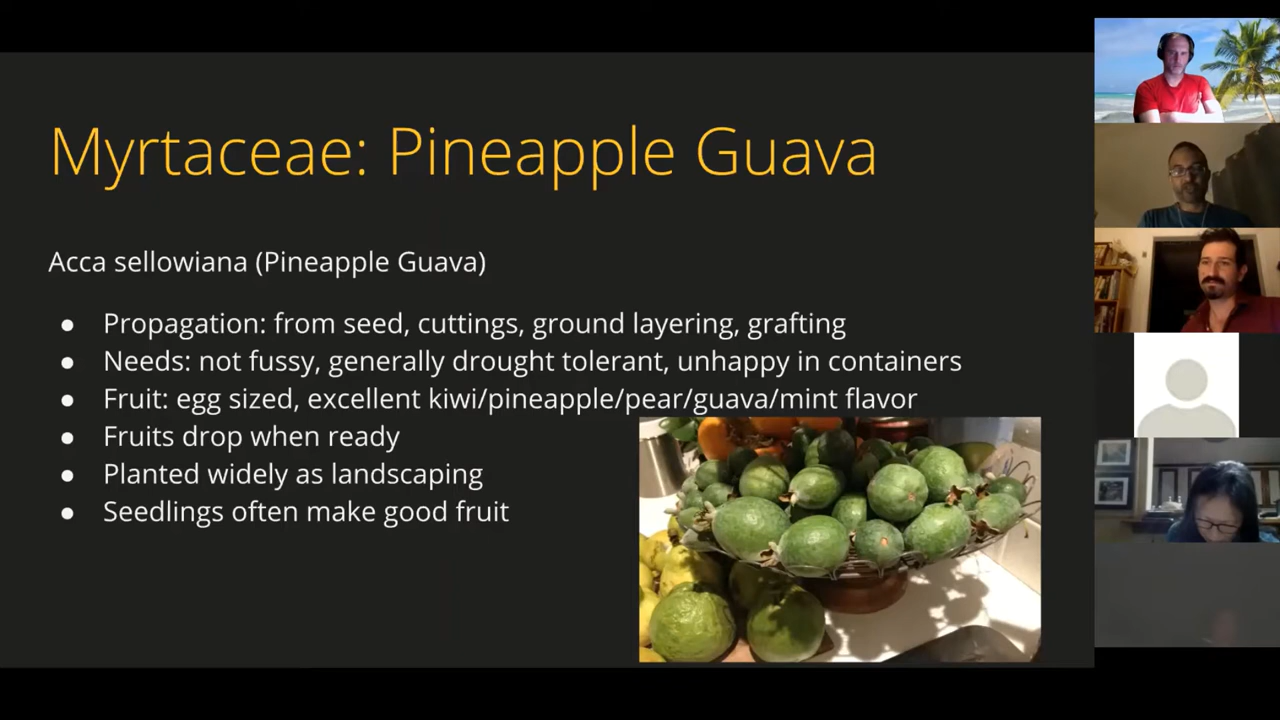 Myrtaceae: Pineapple Guava
Acca sellowiana (Pineapple Guava)
● Propagation: from seed, cuttings, ground layering, grafting
● Needs: not fussy, generally drought tolerant, unhappy in containers
● Fruit: egg sized, excellent kiwi/pineapple/pear/guava/mint flavor
● Fruits drop when ready
● Planted widely as landscaping
● Seedlings often make good fruit